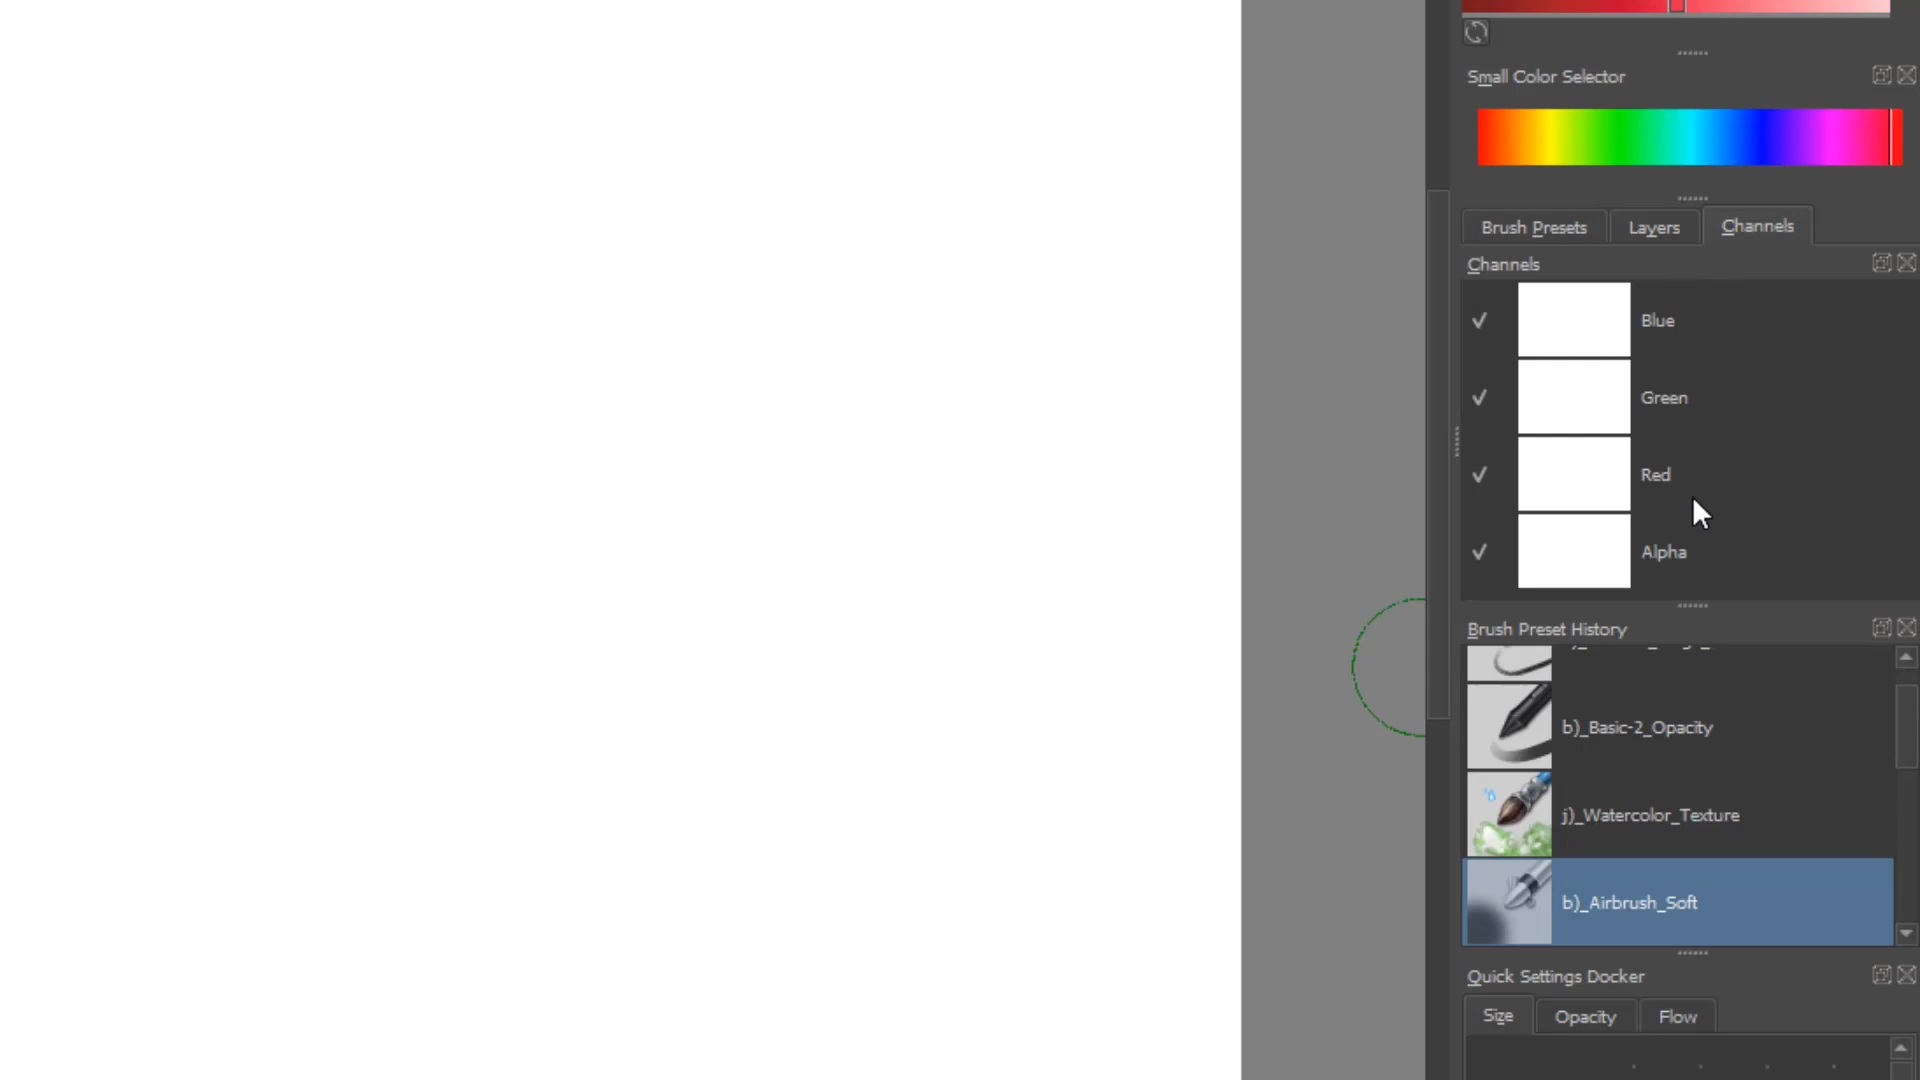 Small Color Selector
Brush Presets
Layers
Channels
Channels
Blue
Green
Red
Alpha
Brush Preset History
b)_Basic-2_Opacity
j)_Watercolor_Texture
b)_Airbrush_Soft
Quick Settings Docker
Size
Opacity
Flow